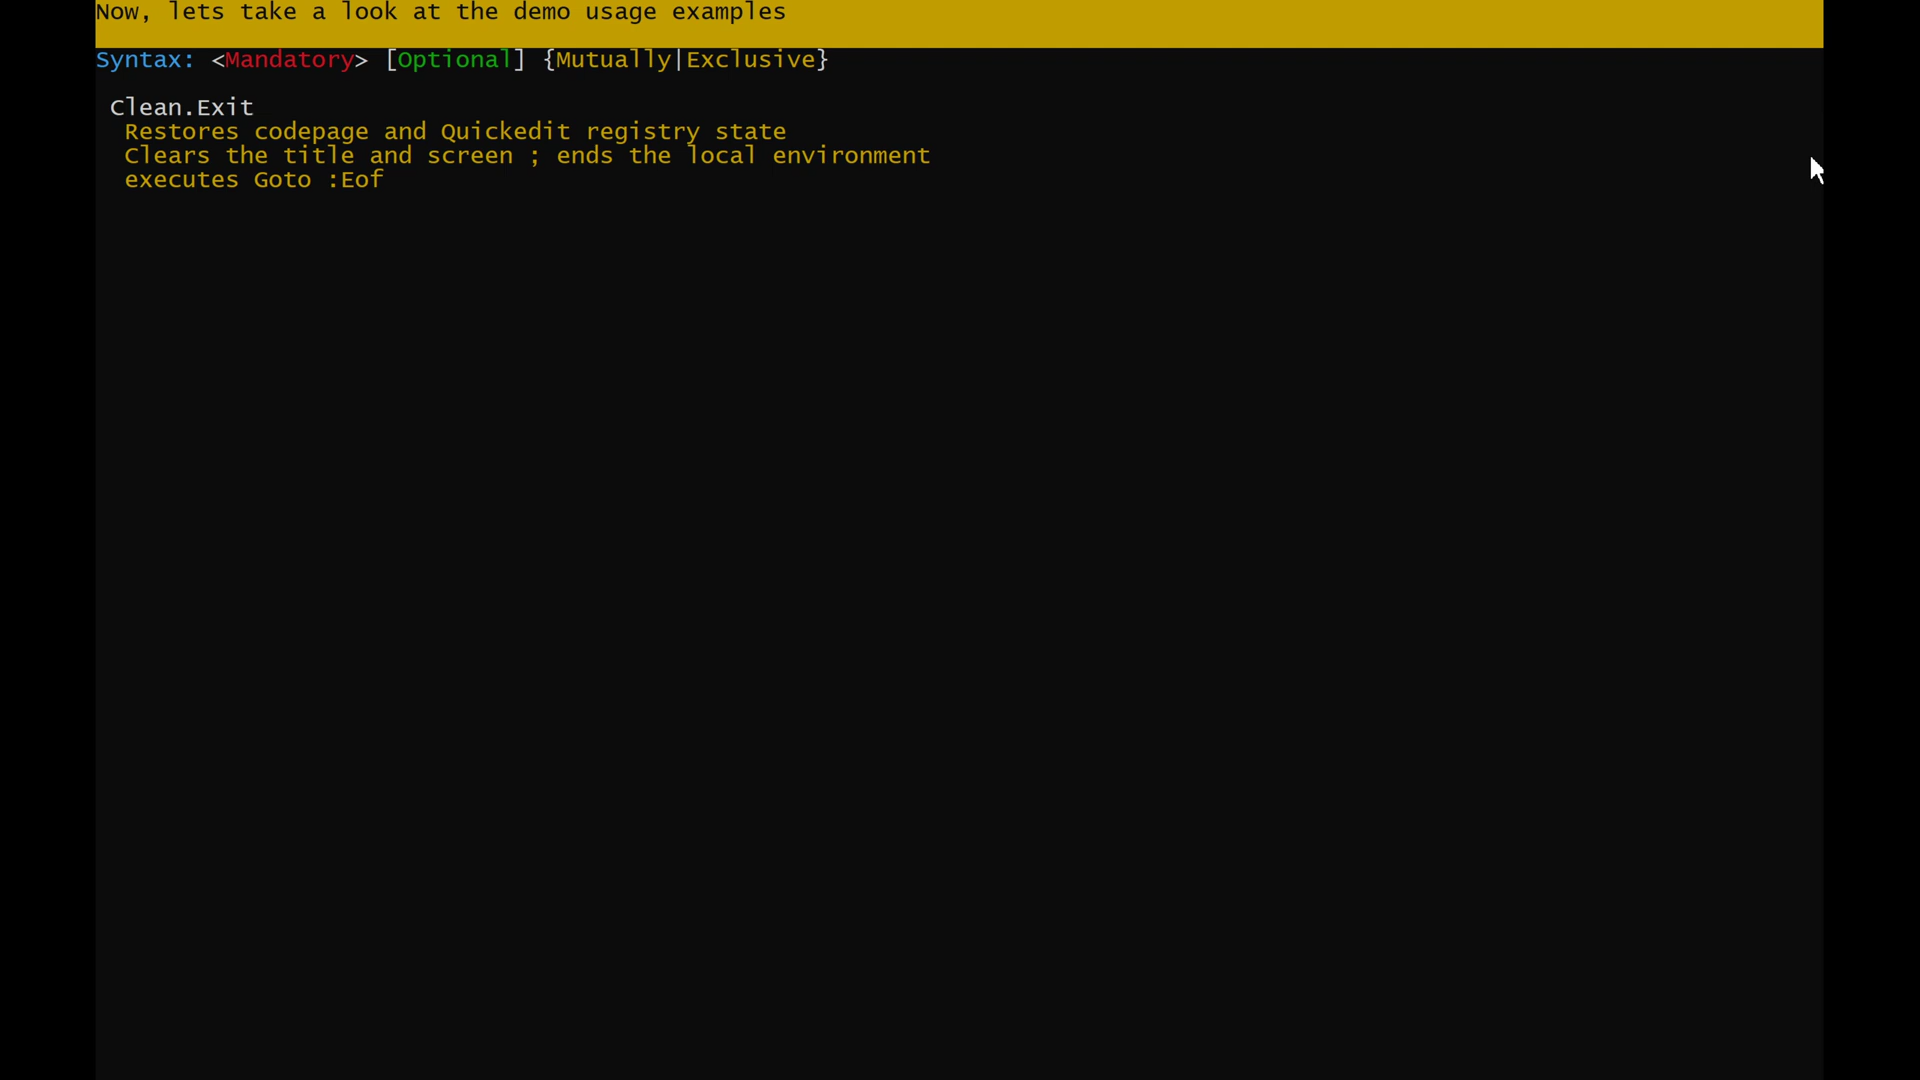 Now, lets take a look at the demo usage examples
Syntax: <Mandatory> [Optional] {Mutually|Exclusive}
Clean.Exit
Restores codepage and Quickedit registry state
Clears the title and screen ; ends the local environment
executes Goto :Eof